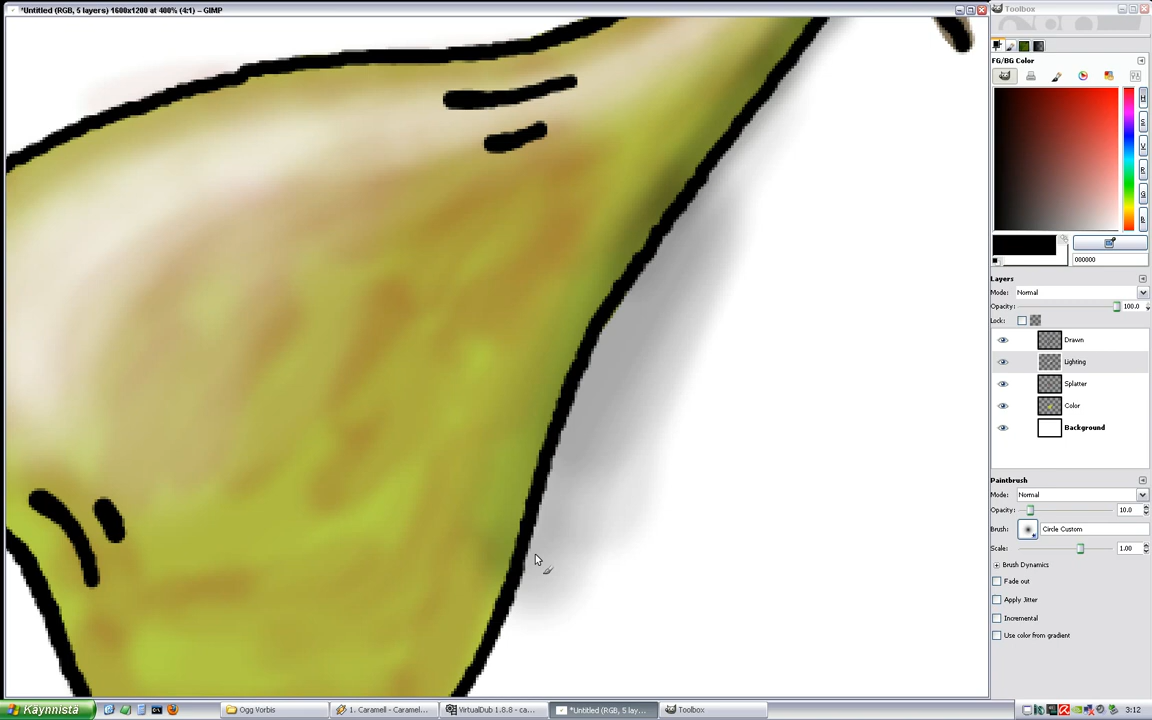 *Untitled (RGB, 5 layers) 1600x1200 at 400% (4:1) – GIMP
Toolbox
FG/BG Color
H
S
V
R
G
B
000000
Layers
Mode: Normal
Opacity: 100.0
Lock:
Drawn
Lighting
Splatter
Color
Background
Paintbrush
Mode: Normal
Opacity: 10.0
Brush: Circle Custom
Scale: 1.00
Brush Dynamics
Fade out
Apply Jitter
Incremental
Use color from gradient
Käynnistä
Ogg Vorbis
1. Caramell - Caramel...
VirtualDub 1.8.8 - ca...
*Untitled (RGB, 5 lay...
Toolbox
3:12